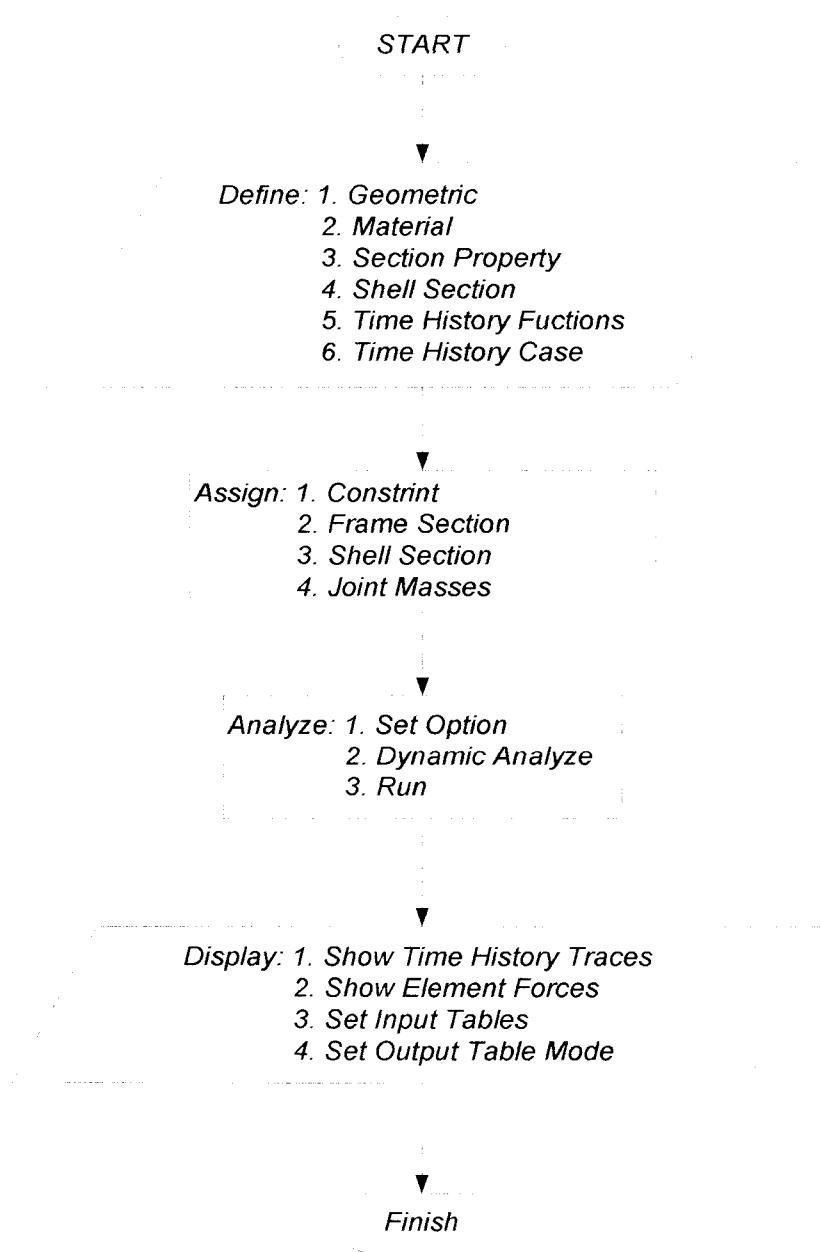 START
Define: 1. Geometric
2. Material
3. Section Property
4. Shell Section
5. Time History Fuctions
6. Time History Case
Assign: 1. Constrint
2. Frame Section
3. Shell Section
4. Joint Masses
Analyze: 1. Set Option
2. Dynamic Analyze
3. Run
Display: 1. Show Time History Traces
2. Show Element Forces
3. Set Input Tables
4. Set Output Table Mode
Finish